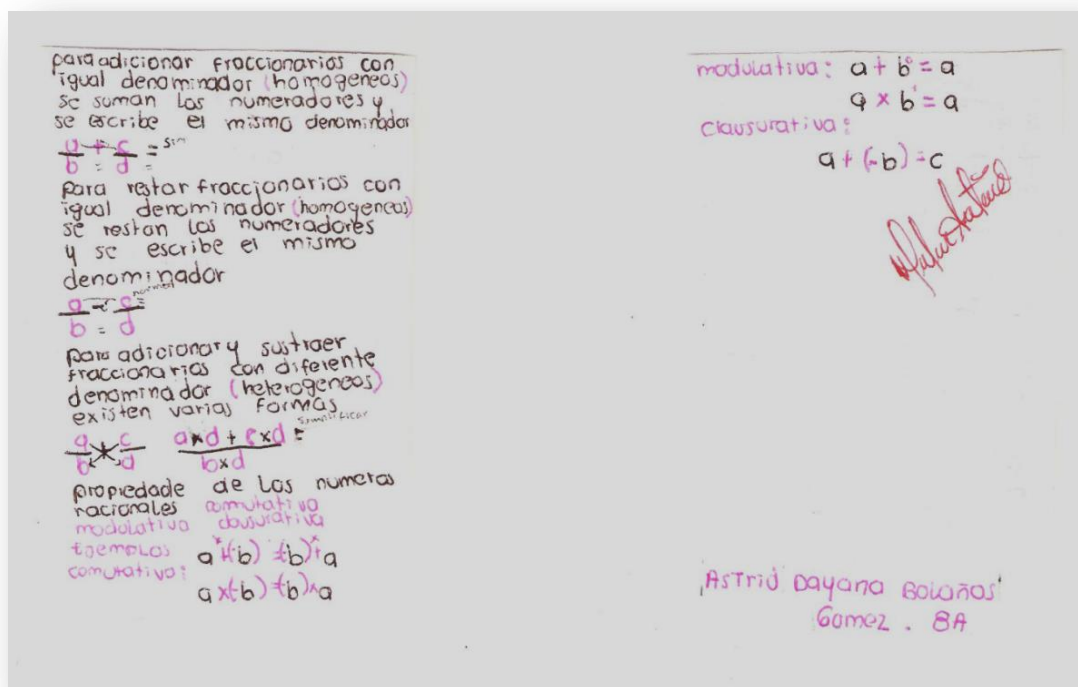 para adicionar fraccionarios con
igual denominador (homogeneos)
se suman los numeradores y
se escribe el mismo denominador
a/b + c/d =
para restar fraccionarios con
igual denominador (homogeneos)
se restan los numeradores
y se escribe el mismo
denominador
a/b - c/d =
para adicionar y sustraer
fraccionarios con diferente
denominador (heterogeneos)
existen varias formas
simplificar
a/b c/d a×d + c×d / b×d =
propiedade de los numeros
racionales comutativa
modulativa clausurativa
Ejemplos a+(-b) =(-b)+a
comutativa:
a×(-b) =(-b)×a
modulativa: a + b° = a
a × b' = a
clausurativa:
a + (-b) = c
Astrid Dayana Bolaños
Gomez . 8A